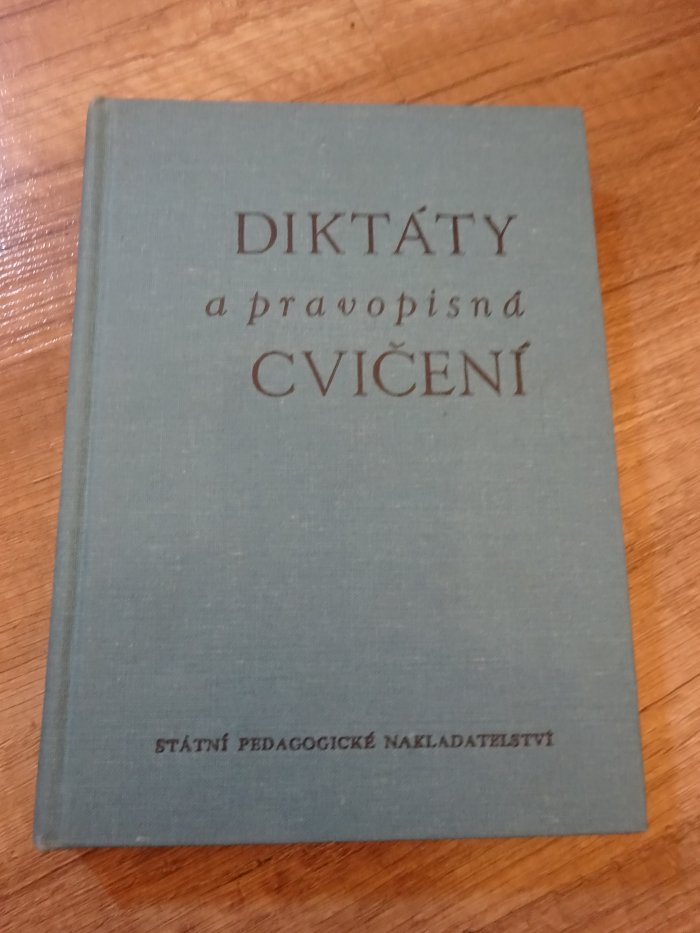 DIKTÁTY
a pravopisná
CVIČENÍ
STÁTNÍ PEDAGOGICKÉ NAKLADATELSTVÍ